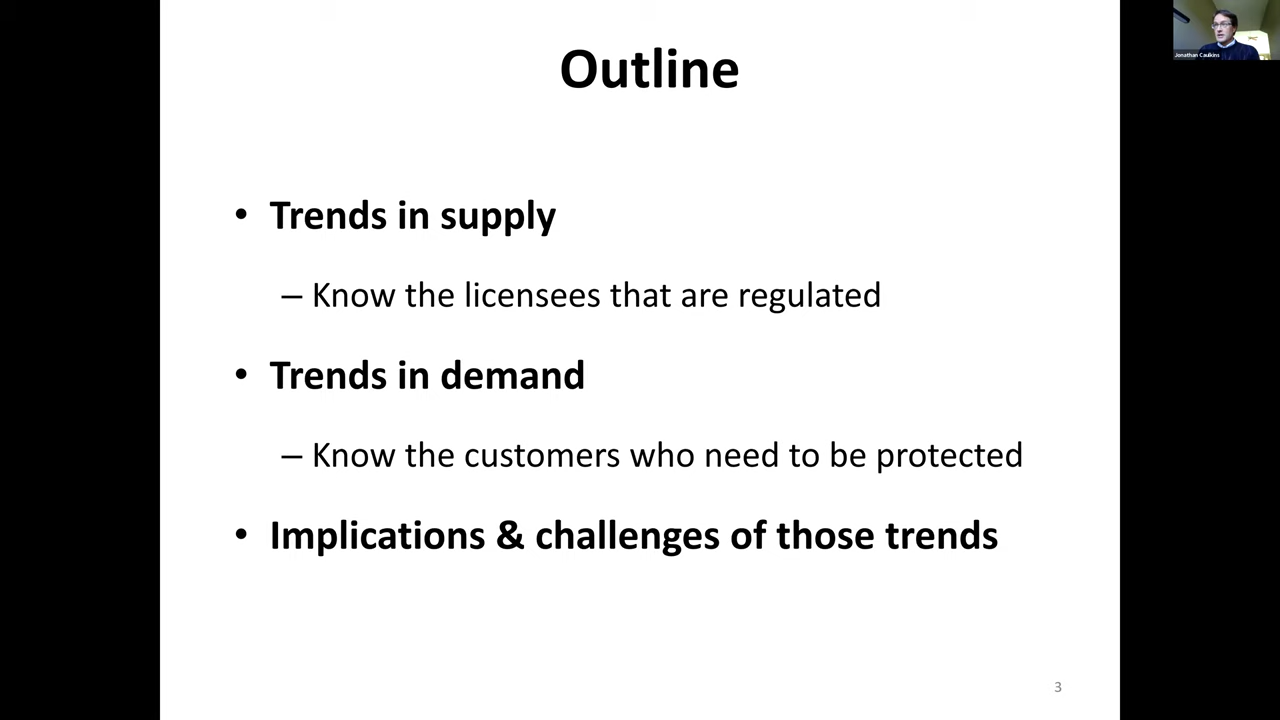 Outline
Jonathan Caulkins
• Trends in supply
– Know the licensees that are regulated
• Trends in demand
– Know the customers who need to be protected
• Implications & challenges of those trends
3